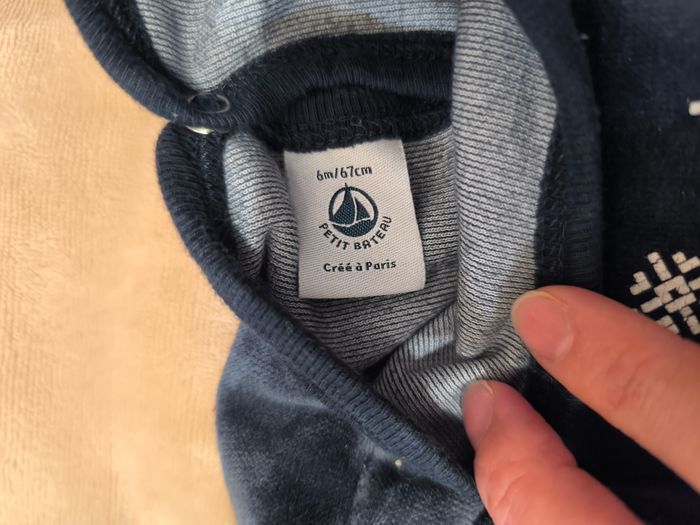 6m/67cm
PETIT BATEAU
Créé à Paris